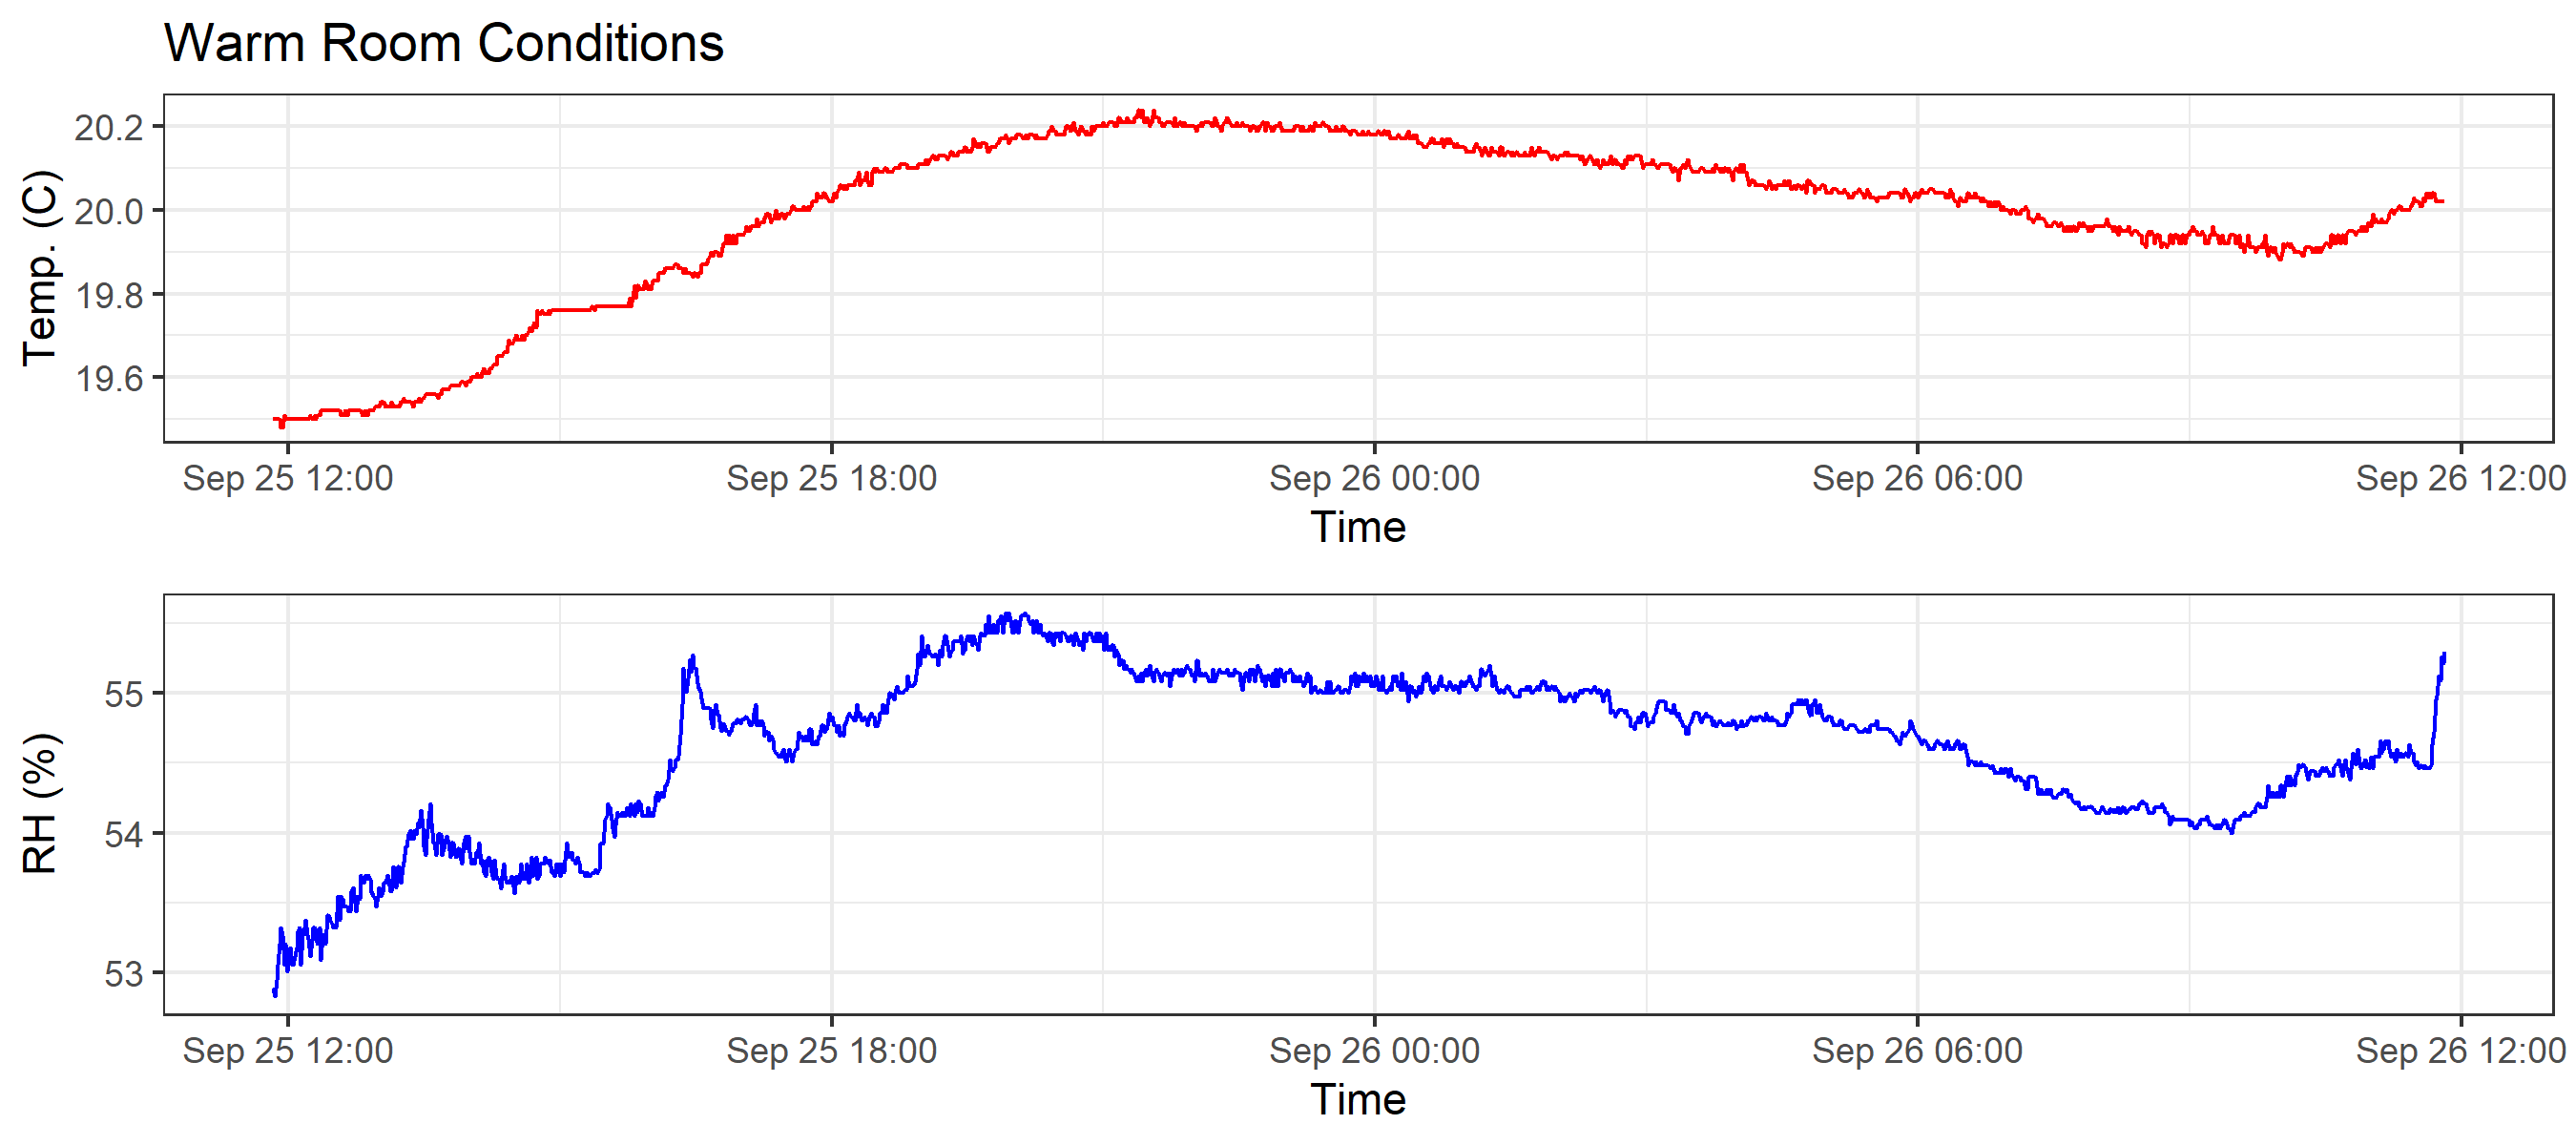 Warm Room Conditions
Temp. (C)
20.2
20.0
19.8
19.6
Sep 25 12:00 Sep 25 18:00 Sep 26 00:00 Sep 26 06:00 Sep 26 12:00
Time
RH (%)
55
54
53
Sep 25 12:00 Sep 25 18:00 Sep 26 00:00 Sep 26 06:00 Sep 26 12:00
Time